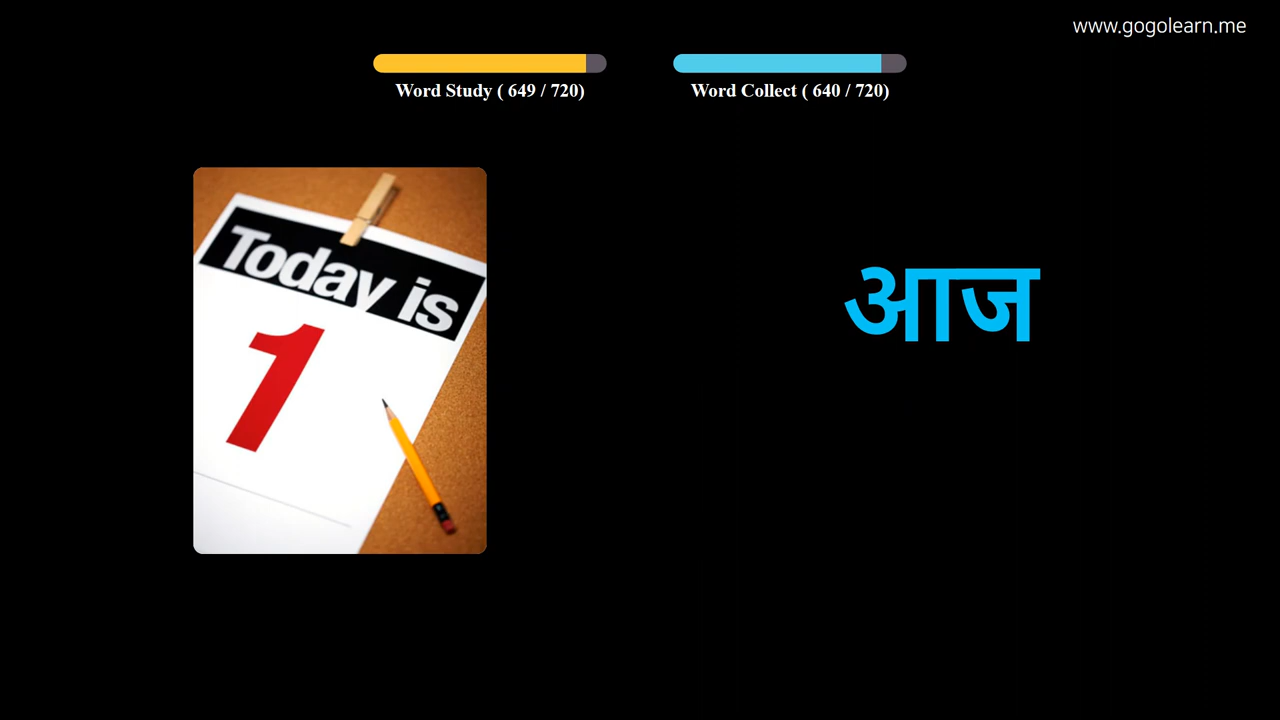 www.gogolearn.me
Word Study ( 649 / 720)
Word Collect ( 640 / 720)
Today is
1
आज